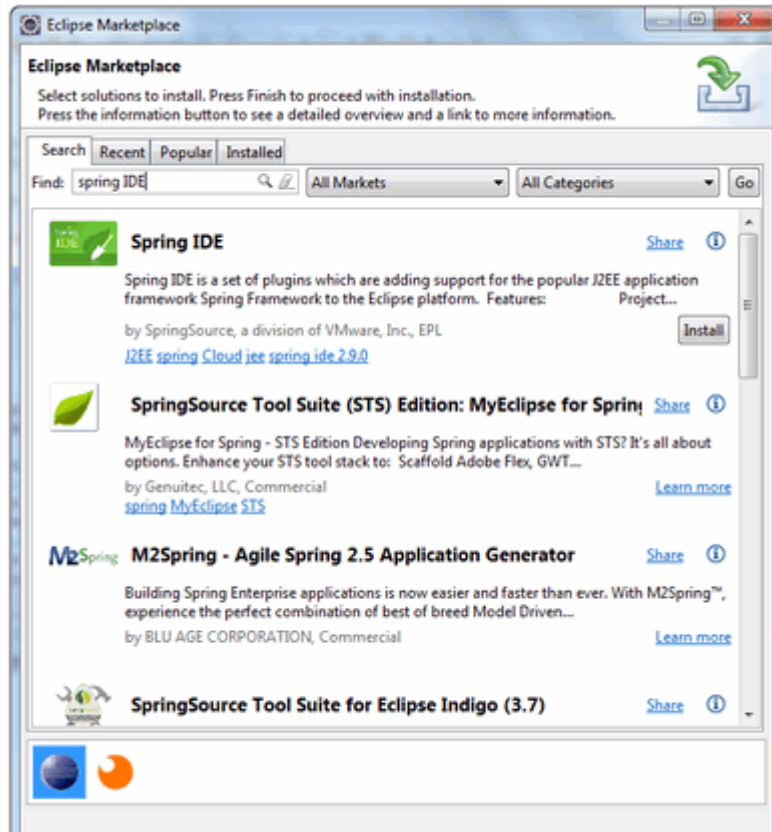 Eclipse Marketplace
Eclipse Marketplace
Select solutions to install. Press Finish to proceed with installation.
Press the information button to see a detailed overview and a link to more information.
Search Recent Popular Installed
Find: spring IDE All Markets All Categories Go
Spring IDE Share
Spring IDE is a set of plugins which are adding support for the popular J2EE application
framework Spring Framework to the Eclipse platform. Features: Project...
by SpringSource, a division of VMware, Inc., EPL Install
J2EE spring Cloud jee spring ide 2.9.0
SpringSource Tool Suite (STS) Edition: MyEclipse for Spring Share
MyEclipse for Spring - STS Edition Developing Spring applications with STS? It's all about
options. Enhance your STS tool stack to: Scaffold Adobe Flex, GWT...
by Genuitec, LLC, Commercial Learn more
spring MyEclipse STS
M2Spring M2Spring - Agile Spring 2.5 Application Generator Share
Building Spring Enterprise applications is now easier and faster than ever. With M2Spring™,
experience the perfect combination of best of breed Model Driven...
by BLU AGE CORPORATION, Commercial Learn more
SpringSource Tool Suite for Eclipse Indigo (3.7) Share